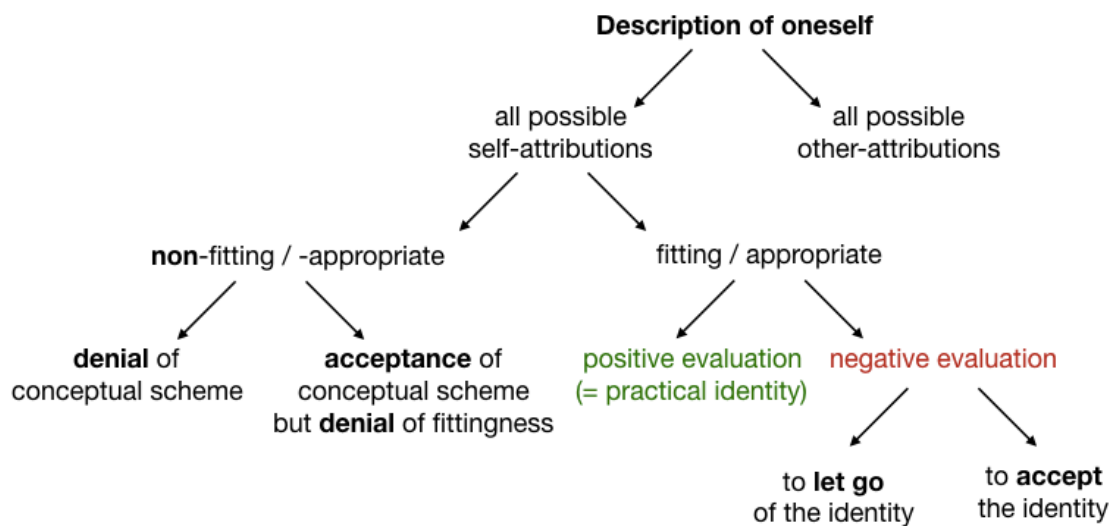 Description of oneself
all possible
self-attributions
all possible
other-attributions
non-fitting / -appropriate
fitting / appropriate
denial of
conceptual scheme
acceptance of
conceptual scheme
but denial of fittingness
positive evaluation
(= practical identity)
negative evaluation
to let go
of the identity
to accept
the identity